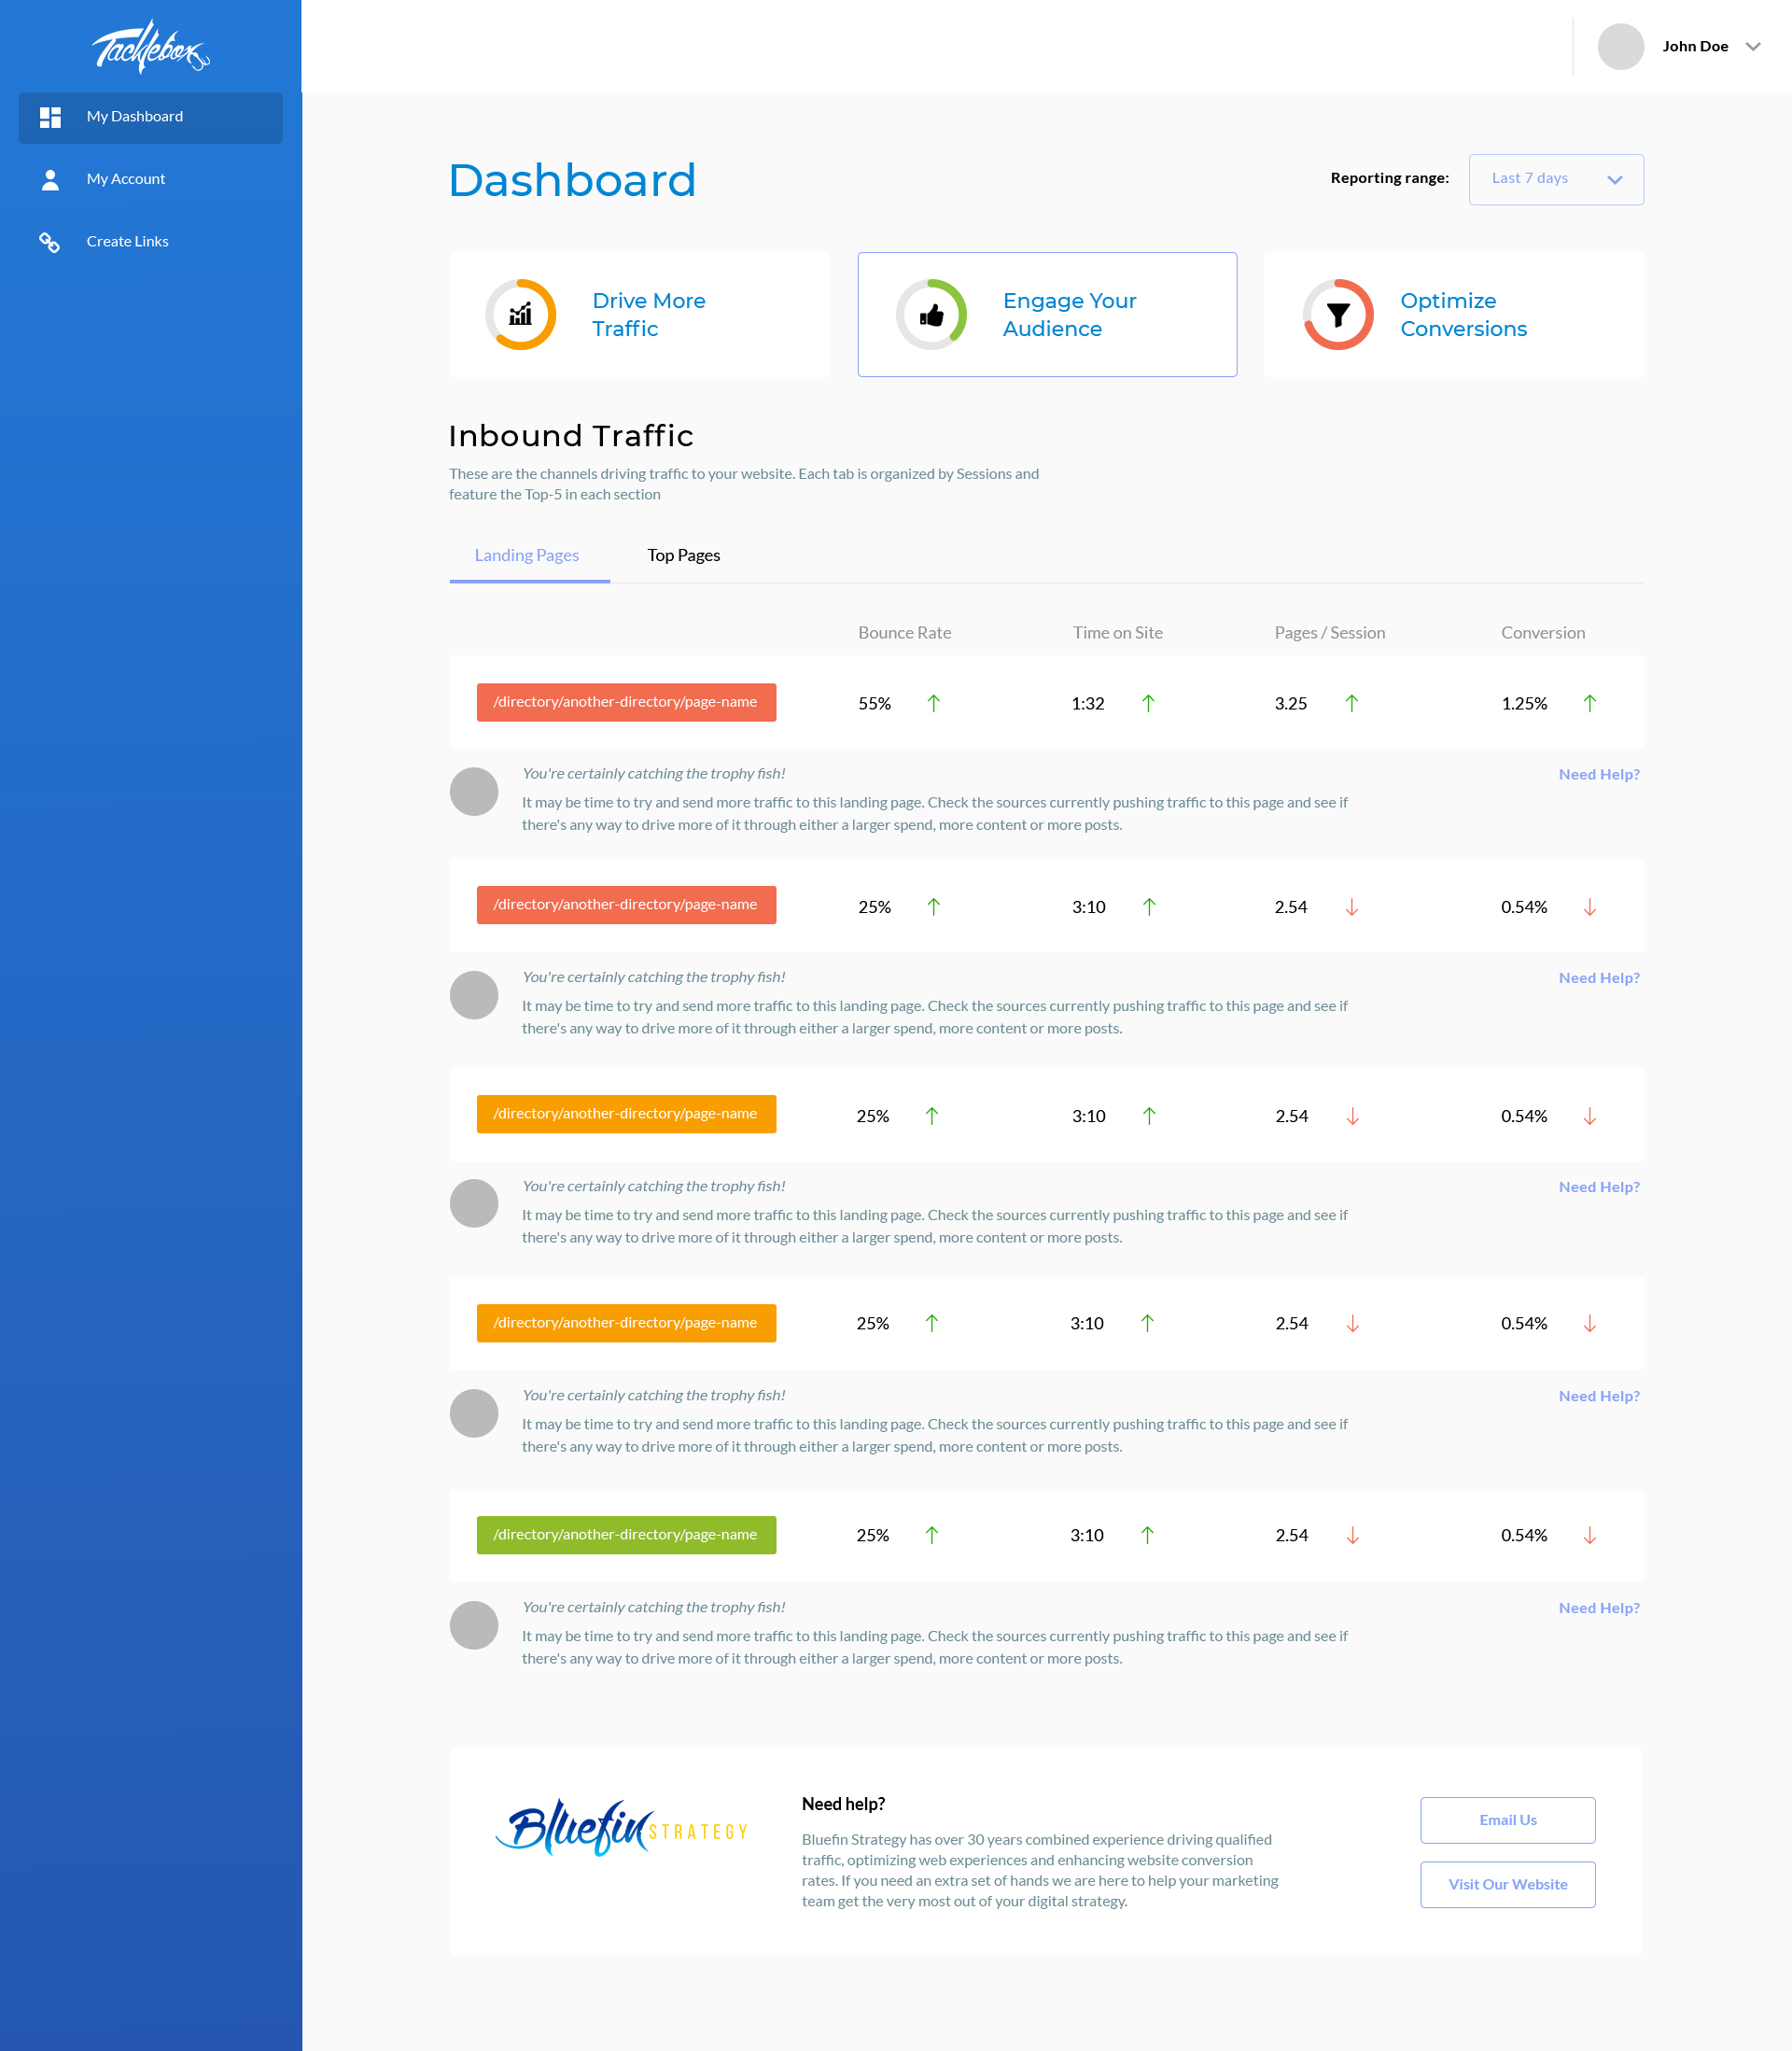 Tacklebox
John Doe
My Dashboard
My Account
Create Links
Dashboard
Reporting range:
Last 7 days
Drive More
Traffic
Engage Your
Audience
Optimize
Conversions
Inbound Traffic
These are the channels driving traffic to your website. Each tab is organized by Sessions and
feature the Top-5 in each section
Landing Pages
Top Pages
Bounce Rate Time on Site Pages / Session Conversion
/directory/another-directory/page-name 55% 1:32 3.25 1.25%
You're certainly catching the trophy fish!
Need Help?
It may be time to try and send more traffic to this landing page. Check the sources currently pushing traffic to this page and see if
there's any way to drive more of it through either a larger spend, more content or more posts.
/directory/another-directory/page-name 25% 3:10 2.54 0.54%
You're certainly catching the trophy fish!
Need Help?
It may be time to try and send more traffic to this landing page. Check the sources currently pushing traffic to this page and see if
there's any way to drive more of it through either a larger spend, more content or more posts.
/directory/another-directory/page-name 25% 3:10 2.54 0.54%
You're certainly catching the trophy fish!
Need Help?
It may be time to try and send more traffic to this landing page. Check the sources currently pushing traffic to this page and see if
there's any way to drive more of it through either a larger spend, more content or more posts.
/directory/another-directory/page-name 25% 3:10 2.54 0.54%
You're certainly catching the trophy fish!
Need Help?
It may be time to try and send more traffic to this landing page. Check the sources currently pushing traffic to this page and see if
there's any way to drive more of it through either a larger spend, more content or more posts.
/directory/another-directory/page-name 25% 3:10 2.54 0.54%
You're certainly catching the trophy fish!
Need Help?
It may be time to try and send more traffic to this landing page. Check the sources currently pushing traffic to this page and see if
there's any way to drive more of it through either a larger spend, more content or more posts.
Bluefin STRATEGY
Need help?
Bluefin Strategy has over 30 years combined experience driving qualified
traffic, optimizing web experiences and enhancing website conversion
rates. If you need an extra set of hands we are here to help your marketing
team get the very most out of your digital strategy.
Email Us
Visit Our Website